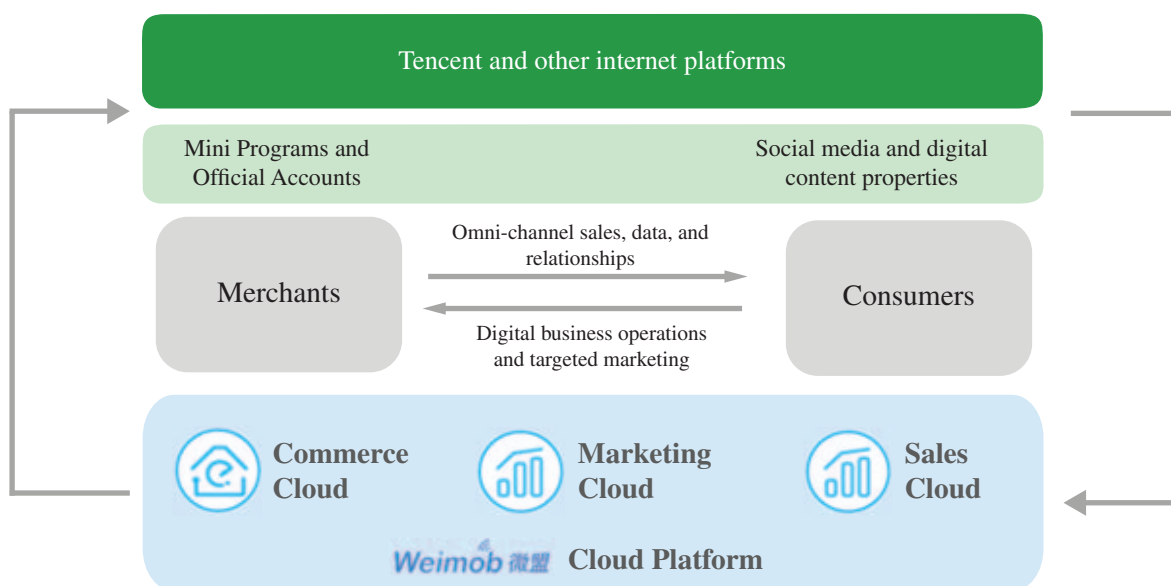 Tencent and other internet platforms
Mini Programs and
Official Accounts
Social media and digital
content properties
Omni-channel sales, data, and
relationships
Merchants
Consumers
Digital business operations
and targeted marketing
Commerce
Cloud
Marketing
Cloud
Sales
Cloud
Weimob 微盟 Cloud Platform